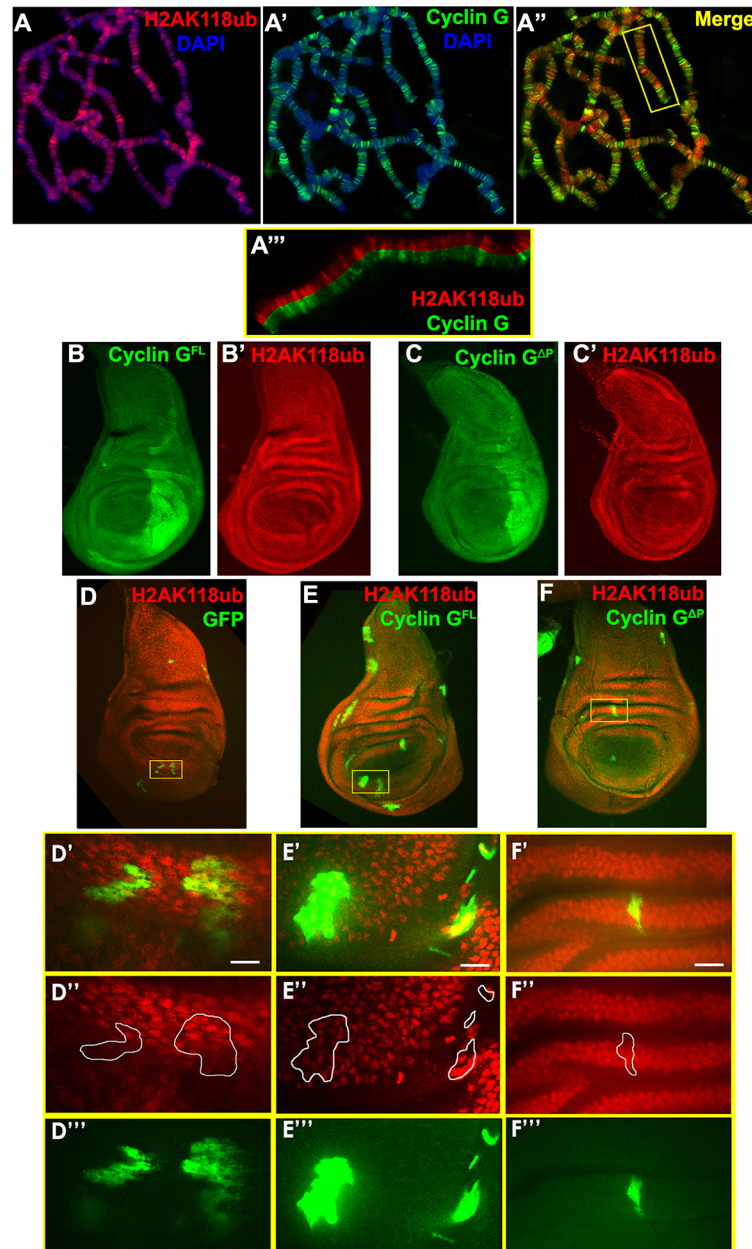 A H2AK118ub
DAPI
A' Cyclin G
DAPI
A'' Merge
A''' H2AK118ub
Cyclin G
B Cyclin G^FL
B' H2AK118ub
C Cyclin G^ΔP
C' H2AK118ub
D H2AK118ub
GFP
E H2AK118ub
Cyclin G^FL
F H2AK118ub
Cyclin G^ΔP
D' E' F'
D'' E'' F''
D''' E''' F'''